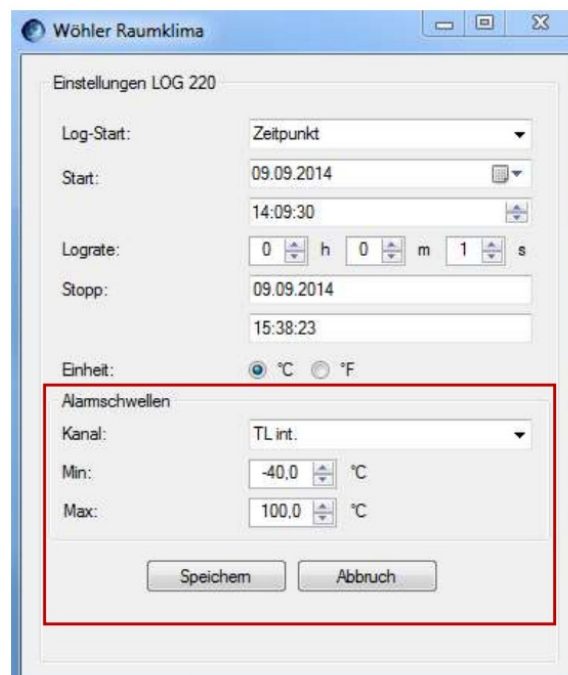 Wöhler Raumklima
Einstellungen LOG 220
Log-Start: Zeitpunkt
Start: 09.09.2014
14:09:30
Lograte: 0 h 0 m 1 s
Stopp: 09.09.2014
15:38:23
Einheit: °C °F
Alarmschwellen
Kanal: TL int.
Min: -40,0 °C
Max: 100,0 °C
Speichern Abbruch